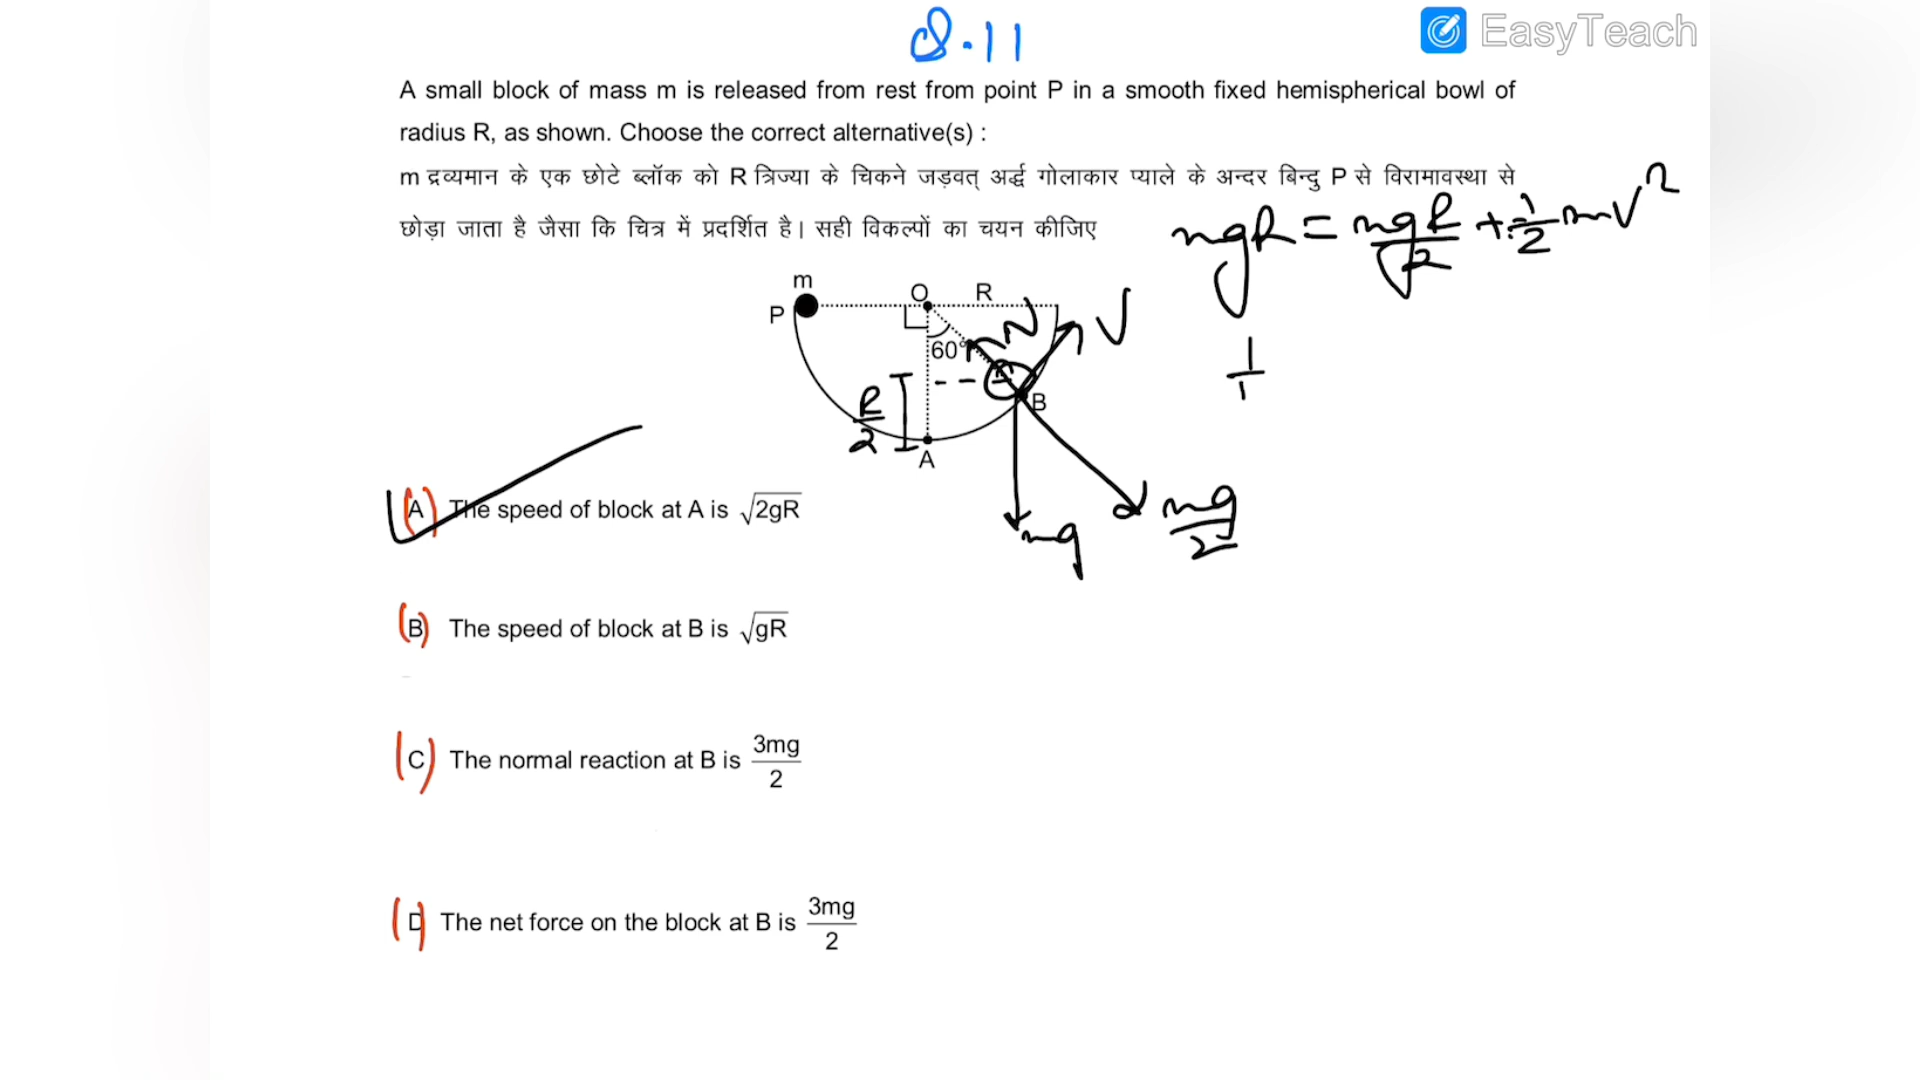 Q.11
EasyTeach
A small block of mass m is released from rest from point P in a smooth fixed hemispherical bowl of
radius R, as shown. Choose the correct alternative(s) :
m द्रव्यमान के एक छोटे ब्लॉक को R त्रिज्या के चिकने जड़वत् अर्द्ध गोलाकार प्याले के अन्दर बिन्दु P से विरामावस्था से
छोड़ा जाता है जैसा कि चित्र में प्रदर्शित है। सही विकल्पों का चयन कीजिए
mgR = mgR/2 + 1/2 mv²
m
P
O
R
N
V
60°
B
R/2
A
1
mg
mg/2
(A) The speed of block at A is √2gR
(B) The speed of block at B is √gR
(C) The normal reaction at B is 3mg/2
(D) The net force on the block at B is 3mg/2